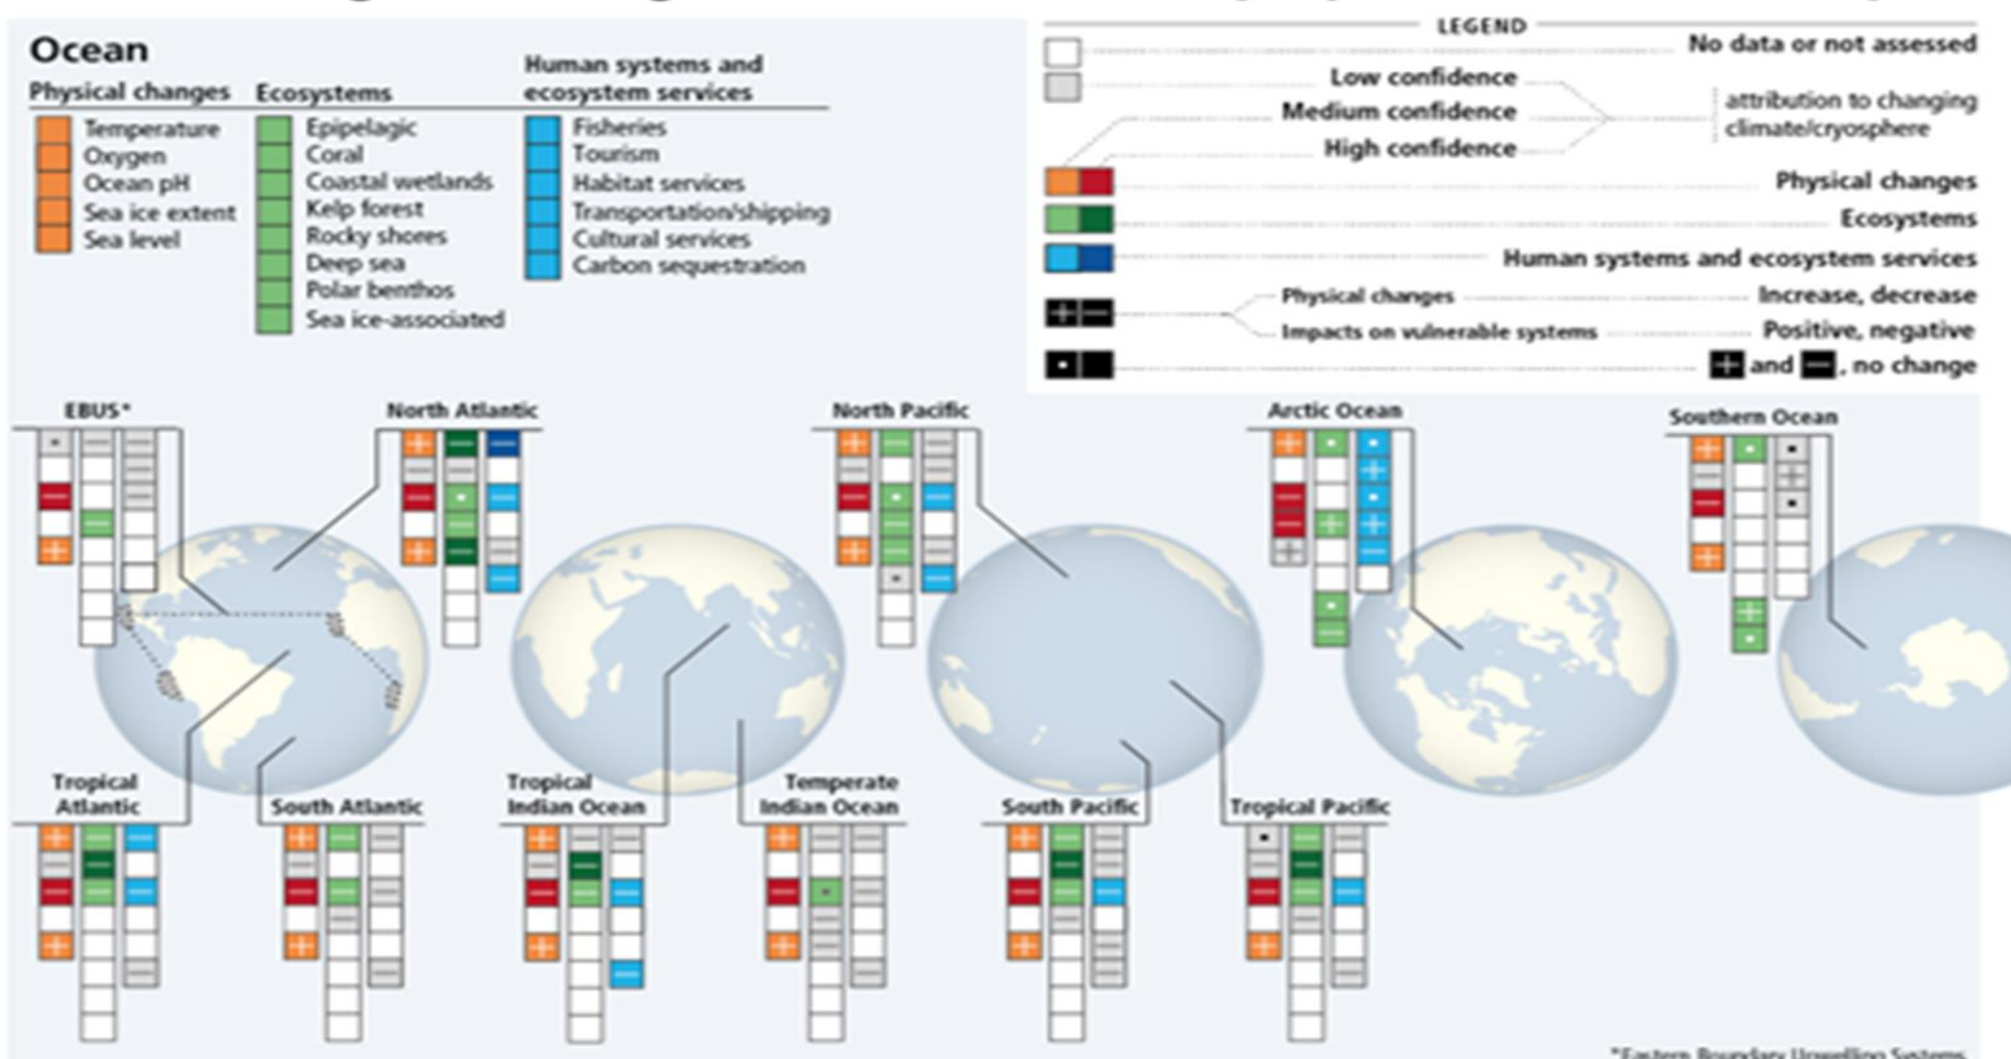 Ocean
Physical changes
Temperature
Oxygen
Ocean pH
Sea ice extent
Sea level
Ecosystems
Epipelagic
Coral
Coastal wetlands
Kelp forest
Rocky shores
Deep sea
Polar benthos
Sea ice-associated
Human systems and
ecosystem services
Fisheries
Tourism
Habitat services
Transportation/shipping
Cultural services
Carbon sequestration
LEGEND
No data or not assessed
Low confidence
Medium confidence
High confidence
attribution to changing
climate/cryosphere
Physical changes
Ecosystems
Human systems and ecosystem services
Physical changes Increase, decrease
Impacts on vulnerable systems Positive, negative
+ and −, no change
EBUS*
North Atlantic
North Pacific
Arctic Ocean
Southern Ocean
Tropical
Atlantic
South Atlantic
Tropical
Indian Ocean
Temperate
Indian Ocean
South Pacific
Tropical Pacific
*Eastern Boundary Upwelling Systems